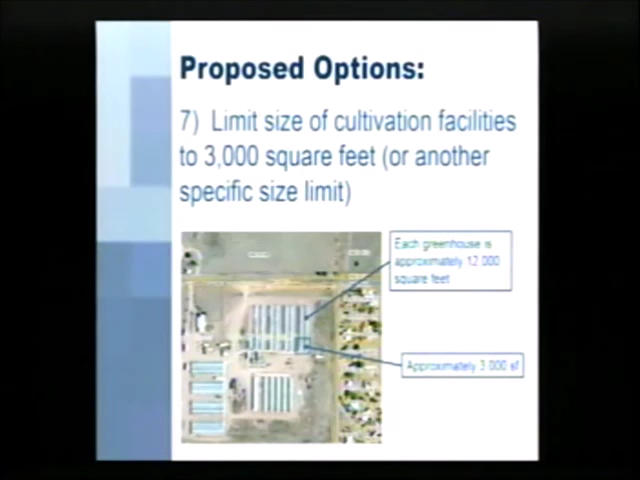 Proposed Options:
7) Limit size of cultivation facilities
to 3,000 square feet (or another
specific size limit)
Each greenhouse is
approximately 12,000
square feet
Approximately 3,000 sf